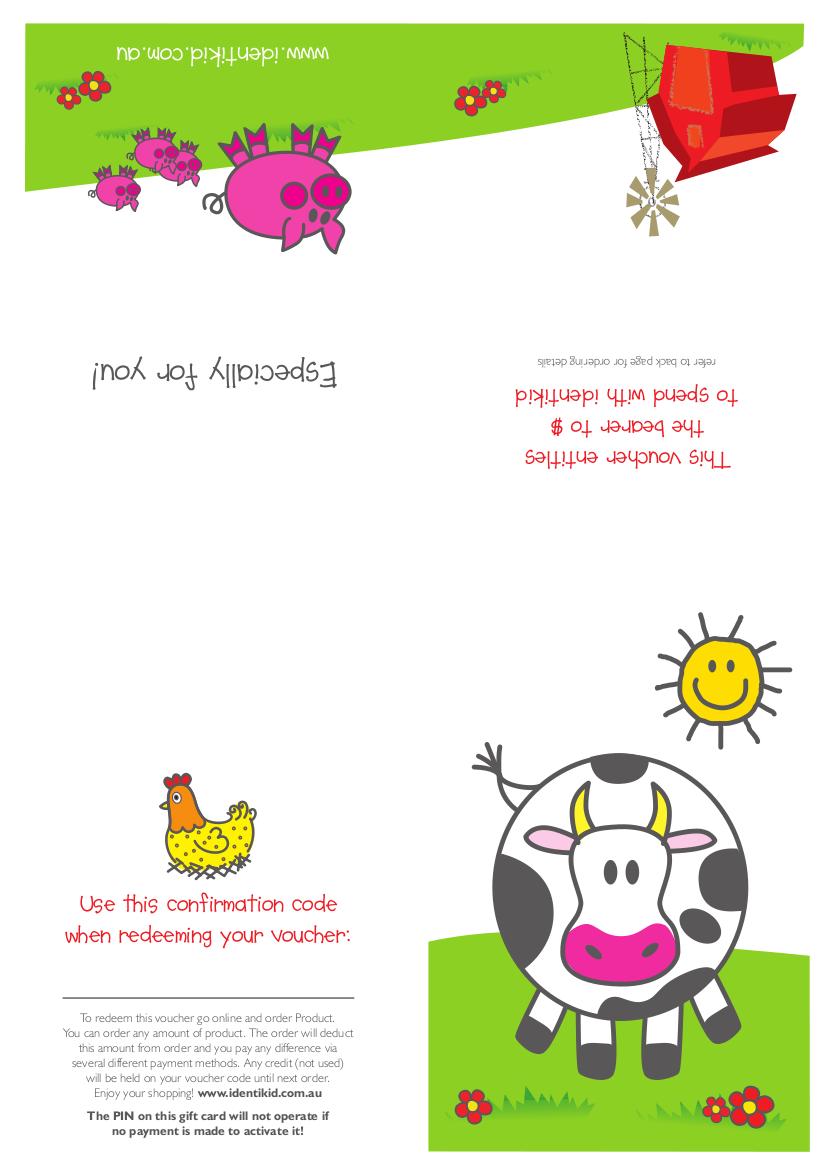 www.identikid.com.au
Especially for you!
This voucher entitles
the bearer to $
to spend with identikid
refer to back page for ordering details
Use this confirmation code
when redeeming your voucher:
To redeem this voucher go online and order Product.
You can order any amount of product. The order will deduct
this amount from order and you pay any difference via
several different payment methods. Any credit (not used)
will be held on your voucher code until next order.
Enjoy your shopping! www.identikid.com.au
The PIN on this gift card will not operate if
no payment is made to activate it!